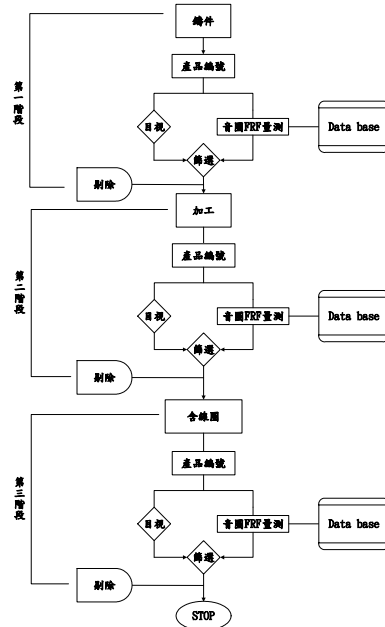 鑄件
產品編號
第一階段
目視
音圈FRF量測
Data base
篩選
剔除
加工
產品編號
第二階段
目視
音圈FRF量測
Data base
篩選
剔除
含線圈
產品編號
第三階段
目視
音圈FRF量測
Data base
篩選
剔除
STOP